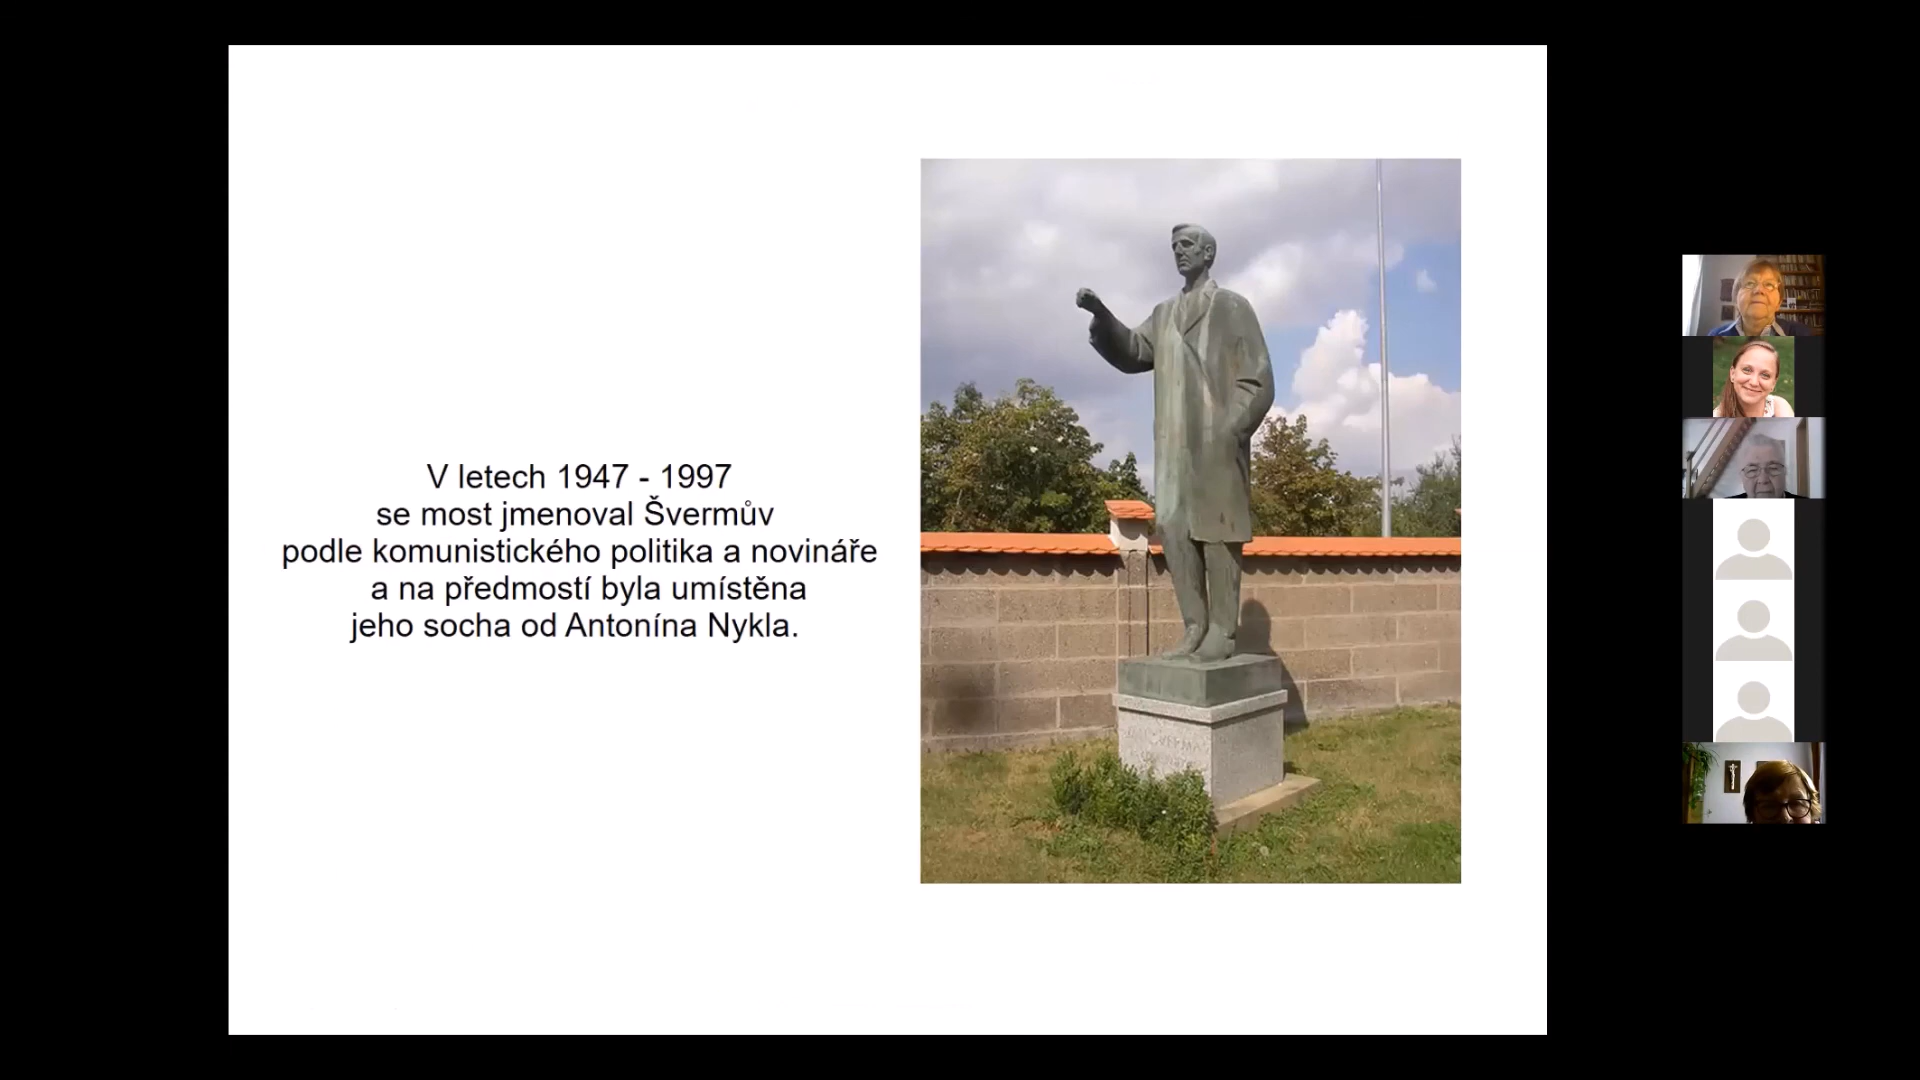 V letech 1947 - 1997
se most jmenoval Švermův
podle komunistického politika a novináře
a na předmostí byla umístěna
jeho socha od Antonína Nykla.